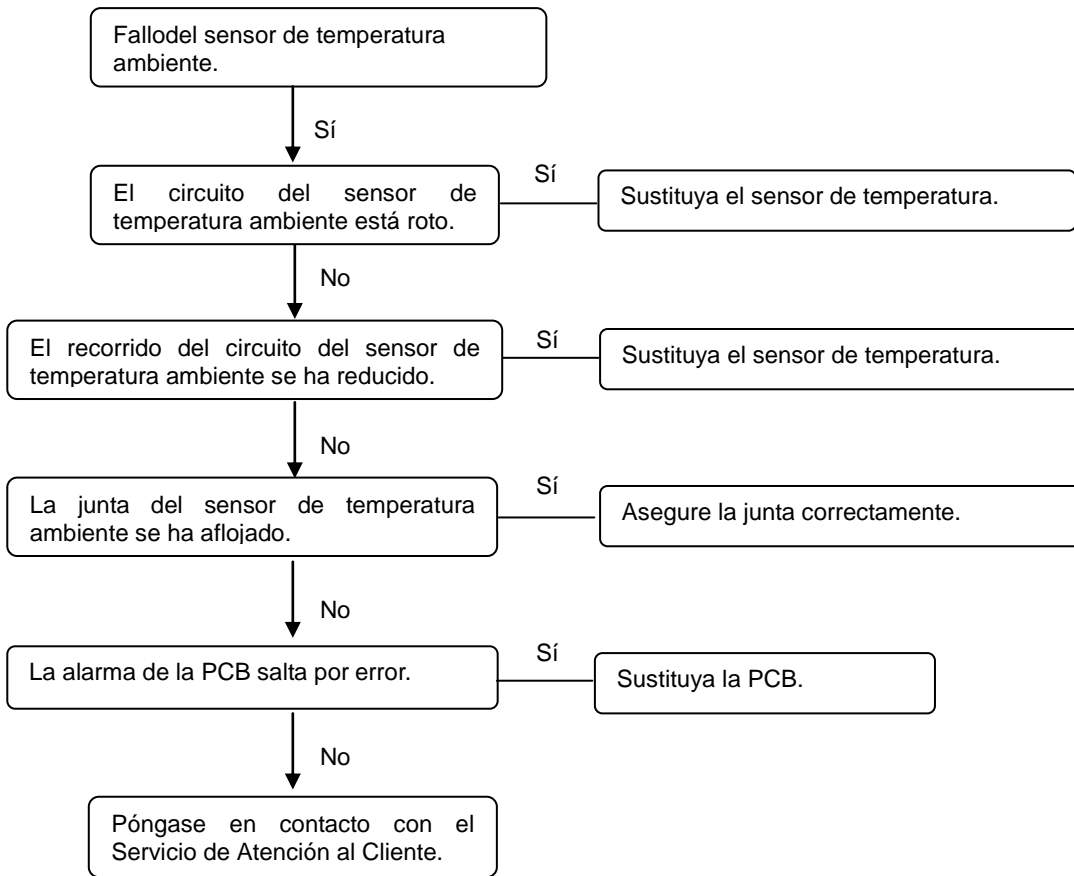 Fallodel sensor de temperatura
ambiente.
Sí
El circuito del sensor de
temperatura ambiente está roto.
Sí
Sustituya el sensor de temperatura.
No
El recorrido del circuito del sensor de
temperatura ambiente se ha reducido.
Sí
Sustituya el sensor de temperatura.
No
La junta del sensor de temperatura
ambiente se ha aflojado.
Sí
Asegure la junta correctamente.
No
La alarma de la PCB salta por error.
Sí
Sustituya la PCB.
No
Póngase en contacto con el
Servicio de Atención al Cliente.